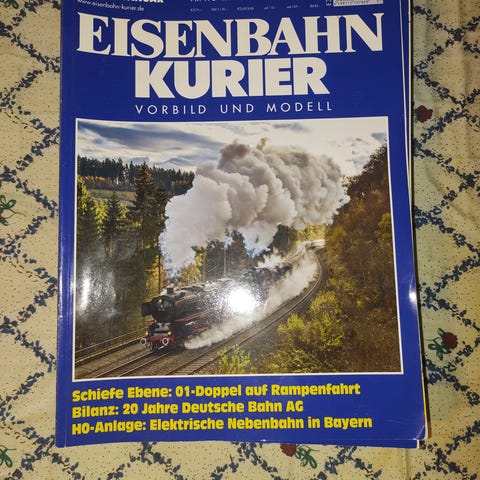 www.eisenbahn-kurier.de
EISENBAHN
KURIER
VORBILD UND MODELL
Schiefe Ebene: 01-Doppel auf Rampenfahrt
Bilanz: 20 Jahre Deutsche Bahn AG
H0-Anlage: Elektrische Nebenbahn in Bayern